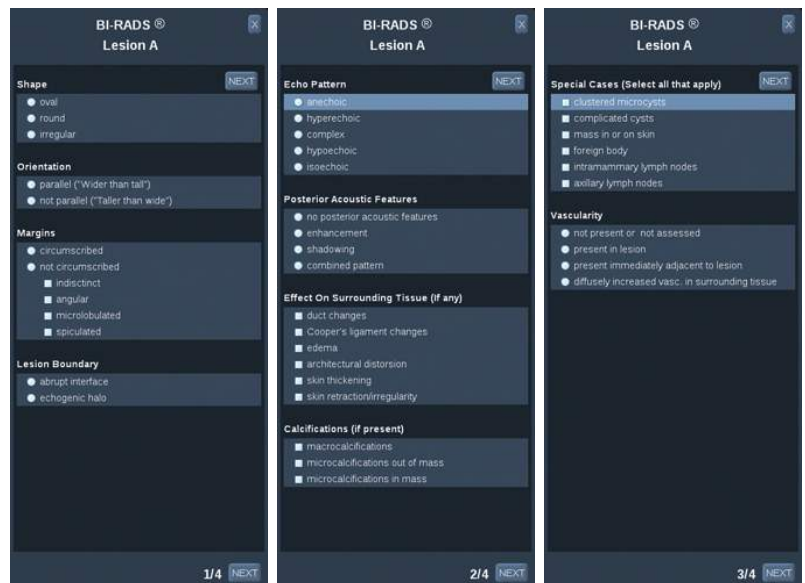 BI-RADS ®
X
Lesion A
Shape
NEXT
oval
round
irregular
Orientation
parallel ("Wider than tall")
not parallel ("Taller than wide")
Margins
circumscribed
not circumscribed
indisctinct
angular
microlobulated
spiculated
Lesion Boundary
abrupt interface
echogenic halo
1/4 NEXT
BI-RADS ®
X
Lesion A
Echo Pattern
NEXT
anechoic
hyperechoic
complex
hypoechoic
isoechoic
Posterior Acoustic Features
no posterior acoustic features
enhancement
shadowing
combined pattern
Effect On Surrounding Tissue (If any)
duct changes
Cooper's ligament changes
edema
architectural distorsion
skin thickening
skin retraction/irregularity
Calcifications (if present)
macrocalcifications
microcalcifications out of mass
microcalcifications in mass
2/4 NEXT
BI-RADS ®
X
Lesion A
Special Cases (Select all that apply)
NEXT
clustered microcysts
complicated cysts
mass in or on skin
foreign body
intramammary lymph nodes
axillary lymph nodes
Vascularity
not present or not assessed
present in lesion
present immediately adjacent to lesion
diffusely increased vasc. in surrounding tissue
3/4 NEXT